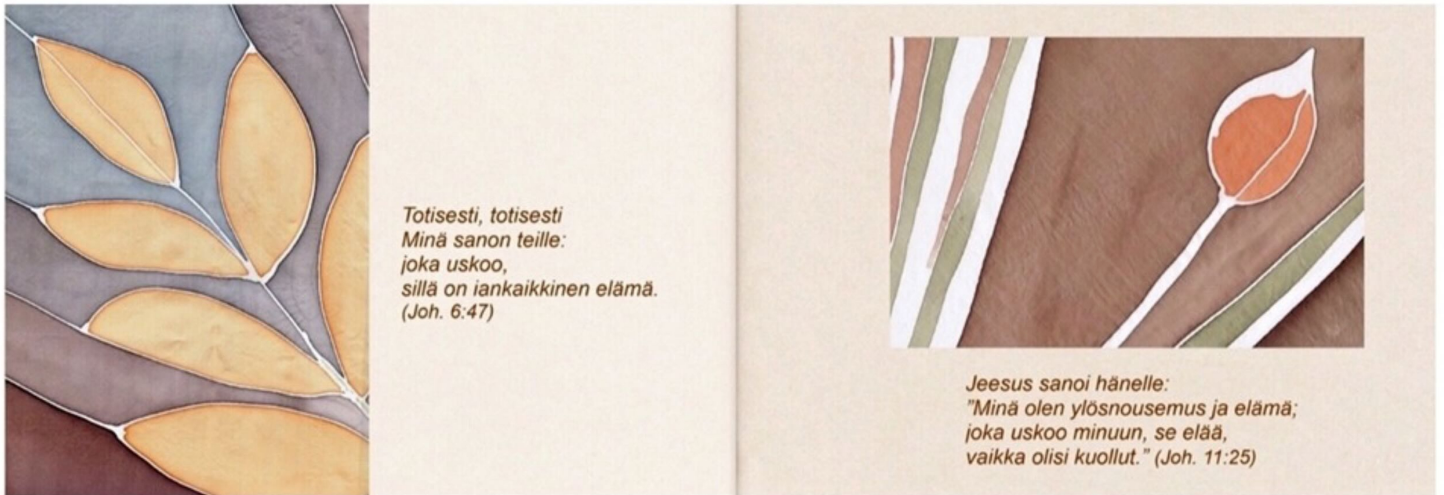 Totisesti, totisesti
Minä sanon teille:
joka uskoo,
sillä on iankaikkinen elämä.
(Joh. 6:47)
Jeesus sanoi hänelle:
”Minä olen ylösnousemus ja elämä;
joka uskoo minuun, se elää,
vaikka olisi kuollut.” (Joh. 11:25)